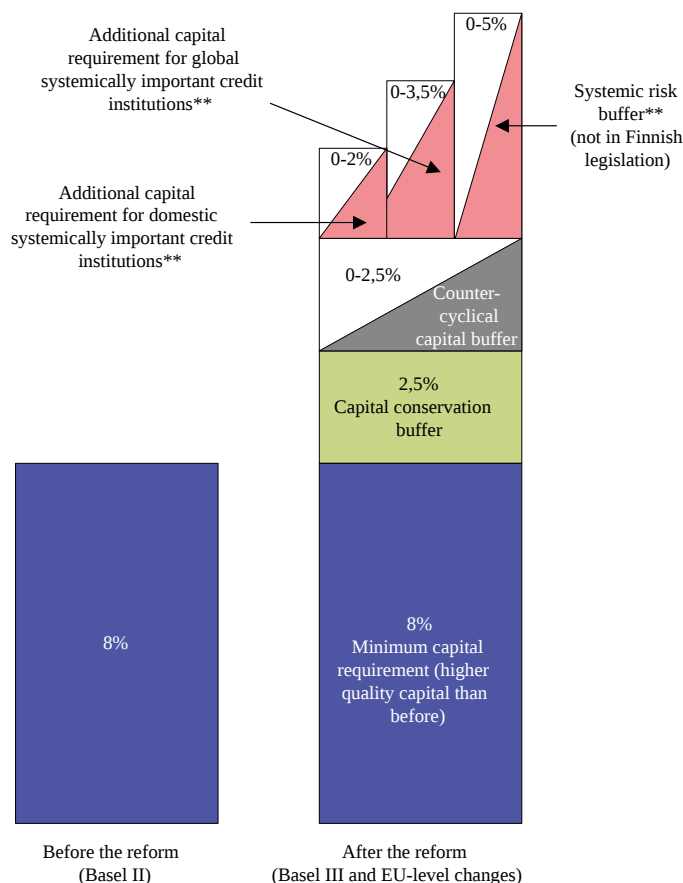 Additional capital
requirement for global
systemically important credit
institutions**
0-5%
0-3,5%
Systemic risk
buffer**
(not in Finnish
legislation)
0-2%
Additional capital
requirement for domestic
systemically important credit
institutions**
0-2,5%
Counter-
cyclical
capital buffer
2,5%
Capital conservation
buffer
8%
8%
Minimum capital
requirement (higher
quality capital than
before)
Before the reform
(Basel II)
After the reform
(Basel III and EU-level changes)